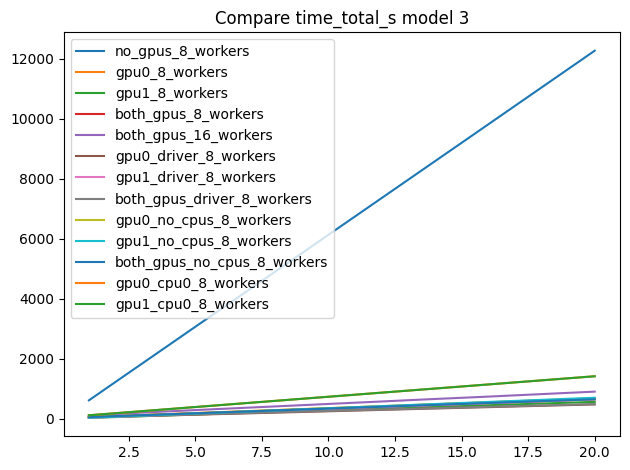 Compare time_total_s model 3
12000
10000
8000
6000
4000
2000
0
no_gpus_8_workers
gpu0_8_workers
gpu1_8_workers
both_gpus_8_workers
both_gpus_16_workers
gpu0_driver_8_workers
gpu1_driver_8_workers
both_gpus_driver_8_workers
gpu0_no_cpus_8_workers
gpu1_no_cpus_8_workers
both_gpus_no_cpus_8_workers
gpu0_cpu0_8_workers
gpu1_cpu0_8_workers
2.5 5.0 7.5 10.0 12.5 15.0 17.5 20.0